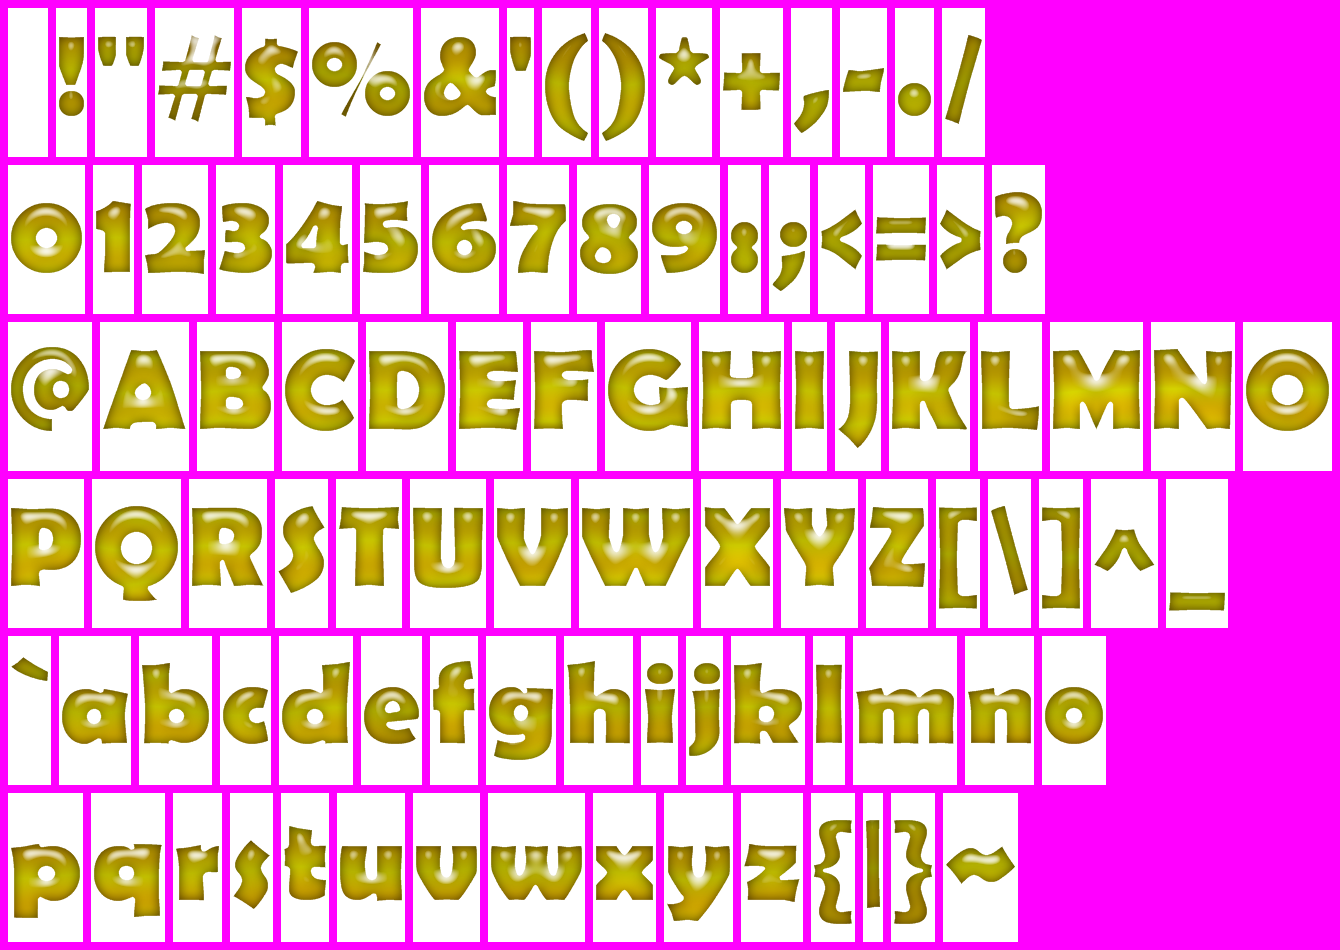 !"#$%&'()*+,-./
0123456789:;<=>?
@ABCDEFGHIJKLMNO
PQRSTUVWXYZ[\]^_
`abcdefghijklmno
pqrstuvwxyz{|}~